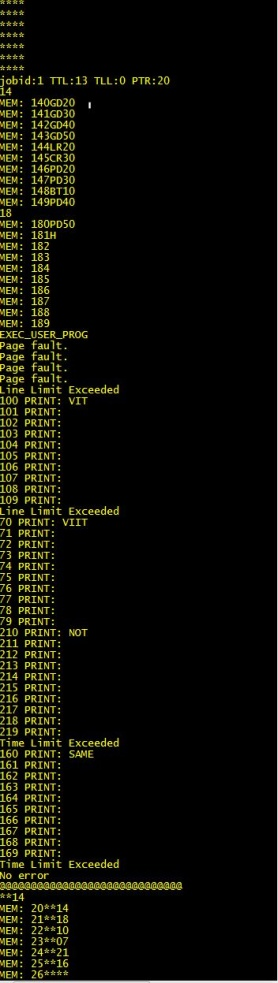 ****
****
****
****
****
****
****
jobid:1 TTL:13 TLL:0 PTR:20
14
MEM: 140GD20
MEM: 141GD30
MEM: 142GD40
MEM: 143GD50
MEM: 144LR20
MEM: 145CR30
MEM: 146PD20
MEM: 147PD30
MEM: 148BT10
MEM: 149PD40
18
MEM: 180PD50
MEM: 181H
MEM: 182
MEM: 183
MEM: 184
MEM: 185
MEM: 186
MEM: 187
MEM: 188
MEM: 189
EXEC_USER_PROG
Page fault.
Page fault.
Page fault.
Page fault.
Line Limit Exceeded
100 PRINT: VIT
101 PRINT:
102 PRINT:
103 PRINT:
104 PRINT:
105 PRINT:
106 PRINT:
107 PRINT:
108 PRINT:
109 PRINT:
Line Limit Exceeded
70 PRINT: VIIT
71 PRINT:
72 PRINT:
73 PRINT:
74 PRINT:
75 PRINT:
76 PRINT:
77 PRINT:
78 PRINT:
79 PRINT:
210 PRINT: NOT
211 PRINT:
212 PRINT:
213 PRINT:
214 PRINT:
215 PRINT:
216 PRINT:
217 PRINT:
218 PRINT:
219 PRINT:
Time Limit Exceeded
160 PRINT: SAME
161 PRINT:
162 PRINT:
163 PRINT:
164 PRINT:
165 PRINT:
166 PRINT:
167 PRINT:
168 PRINT:
169 PRINT:
Time Limit Exceeded
No error
@@@@@@@@@@@@@@@@@@@@@@@@@@@@@
**14
MEM: 20**14
MEM: 21**18
MEM: 22**10
MEM: 23**07
MEM: 24**21
MEM: 25**16
MEM: 26****